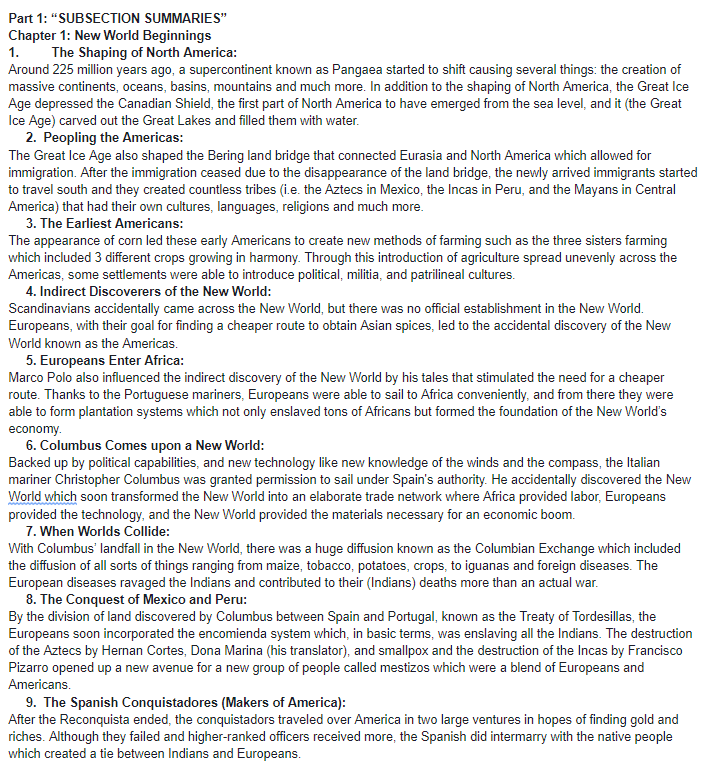 Part 1: “SUBSECTION SUMMARIES”
Chapter 1: New World Beginnings
1. The Shaping of North America:
Around 225 million years ago, a supercontinent known as Pangaea started to shift causing several things: the creation of
massive continents, oceans, basins, mountains and much more. In addition to the shaping of North America, the Great Ice
Age depressed the Canadian Shield, the first part of North America to have emerged from the sea level, and it (the Great
Ice Age) carved out the Great Lakes and filled them with water.
2. Peopling the Americas:
The Great Ice Age also shaped the Bering land bridge that connected Eurasia and North America which allowed for
immigration. After the immigration ceased due to the disappearance of the land bridge, the newly arrived immigrants started
to travel south and they created countless tribes (i.e. the Aztecs in Mexico, the Incas in Peru, and the Mayans in Central
America) that had their own cultures, languages, religions and much more.
3. The Earliest Americans:
The appearance of corn led these early Americans to create new methods of farming such as the three sisters farming
which included 3 different crops growing in harmony. Through this introduction of agriculture spread unevenly across the
Americas, some settlements were able to introduce political, militia, and patrilineal cultures.
4. Indirect Discoverers of the New World:
Scandinavians accidentally came across the New World, but there was no official establishment in the New World.
Europeans, with their goal for finding a cheaper route to obtain Asian spices, led to the accidental discovery of the New
World known as the Americas.
5. Europeans Enter Africa:
Marco Polo also influenced the indirect discovery of the New World by his tales that stimulated the need for a cheaper
route. Thanks to the Portuguese mariners, Europeans were able to sail to Africa conveniently, and from there they were
able to form plantation systems which not only enslaved tons of Africans but formed the foundation of the New World’s
economy.
6. Columbus Comes upon a New World:
Backed up by political capabilities, and new technology like new knowledge of the winds and the compass, the Italian
mariner Christopher Columbus was granted permission to sail under Spain’s authority. He accidentally discovered the New
World which soon transformed the New World into an elaborate trade network where Africa provided labor, Europeans
provided the technology, and the New World provided the materials necessary for an economic boom.
7. When Worlds Collide:
With Columbus’ landfall in the New World, there was a huge diffusion known as the Columbian Exchange which included
the diffusion of all sorts of things ranging from maize, tobacco, potatoes, crops, to iguanas and foreign diseases. The
European diseases ravaged the Indians and contributed to their (Indians) deaths more than an actual war.
8. The Conquest of Mexico and Peru:
By the division of land discovered by Columbus between Spain and Portugal, known as the Treaty of Tordesillas, the
Europeans soon incorporated the encomienda system which, in basic terms, was enslaving all the Indians. The destruction
of the Aztecs by Hernan Cortes, Dona Marina (his translator), and smallpox and the destruction of the Incas by Francisco
Pizarro opened up a new avenue for a new group of people called mestizos which were a blend of Europeans and
Americans.
9. The Spanish Conquistadores (Makers of America):
After the Reconquista ended, the conquistadors traveled over America in two large ventures in hopes of finding gold and
riches. Although they failed and higher-ranked officers received more, the Spanish did intermarry with the native people
which created a tie between Indians and Europeans.